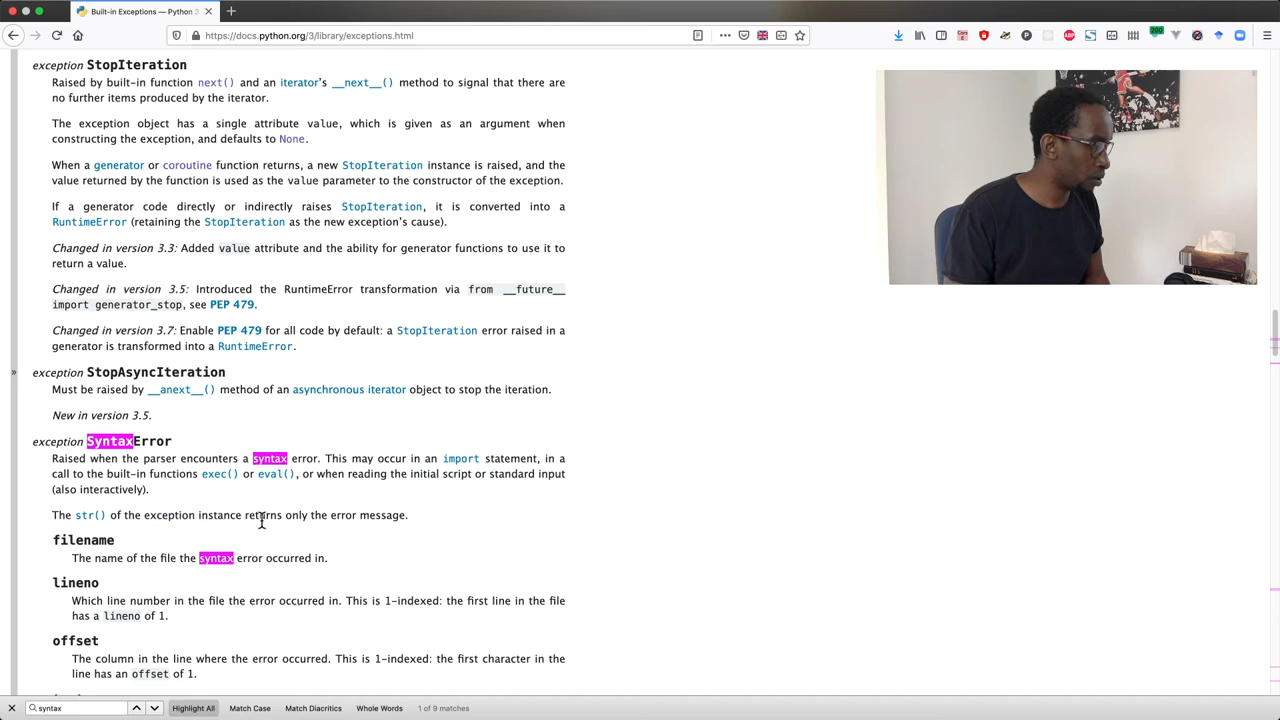 Built-in Exceptions — Python 3
https://docs.python.org/3/library/exceptions.html
200
exception StopIteration
Raised by built-in function next() and an iterator's __next__() method to signal that there are
no further items produced by the iterator.
The exception object has a single attribute value, which is given as an argument when
constructing the exception, and defaults to None.
When a generator or coroutine function returns, a new StopIteration instance is raised, and the
value returned by the function is used as the value parameter to the constructor of the exception.
If a generator code directly or indirectly raises StopIteration, it is converted into a
RuntimeError (retaining the StopIteration as the new exception's cause).
Changed in version 3.3: Added value attribute and the ability for generator functions to use it to
return a value.
Changed in version 3.5: Introduced the RuntimeError transformation via from __future__
import generator_stop, see PEP 479.
Changed in version 3.7: Enable PEP 479 for all code by default: a StopIteration error raised in a
generator is transformed into a RuntimeError.
»
exception StopAsyncIteration
Must be raised by __anext__() method of an asynchronous iterator object to stop the iteration.
New in version 3.5.
exception SyntaxError
Raised when the parser encounters a syntax error. This may occur in an import statement, in a
call to the built-in functions exec() or eval(), or when reading the initial script or standard input
(also interactively).
The str() of the exception instance returns only the error message.
filename
The name of the file the syntax error occurred in.
lineno
Which line number in the file the error occurred in. This is 1-indexed: the first line in the file
has a lineno of 1.
offset
The column in the line where the error occurred. This is 1-indexed: the first character in the
line has an offset of 1.
syntax
Highlight All
Match Case
Match Diacritics
Whole Words
1 of 9 matches